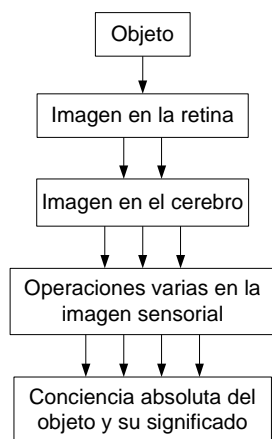 Objeto
Imagen en la retina
Imagen en el cerebro
Operaciones varias en la
imagen sensorial
Conciencia absoluta del
objeto y su significado